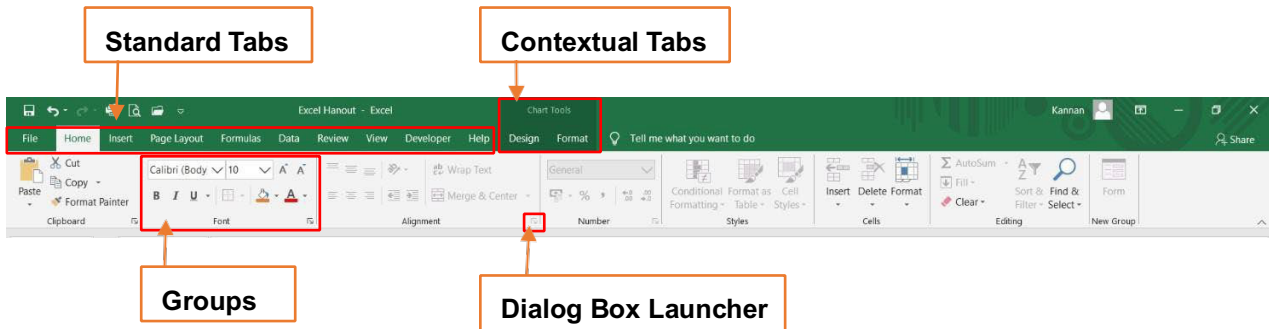 Standard Tabs
Contextual Tabs
Excel Hanout - Excel
Chart Tools
Kannan
File Home Insert Page Layout Formulas Data Review View Developer Help Design Format Tell me what you want to do Share
Paste
Cut
Copy
Format Painter
Clipboard
Calibri (Body 10 A A
B I U A
Font
ab Wrap Text
Merge & Center
Alignment
General
% ,
Number
Conditional Formatting
Format as Table
Cell Styles
Styles
Insert Delete Format
Cells
Σ AutoSum
Fill
Clear
Sort & Filter
Find & Select
Editing
Form
New Group
Groups
Dialog Box Launcher